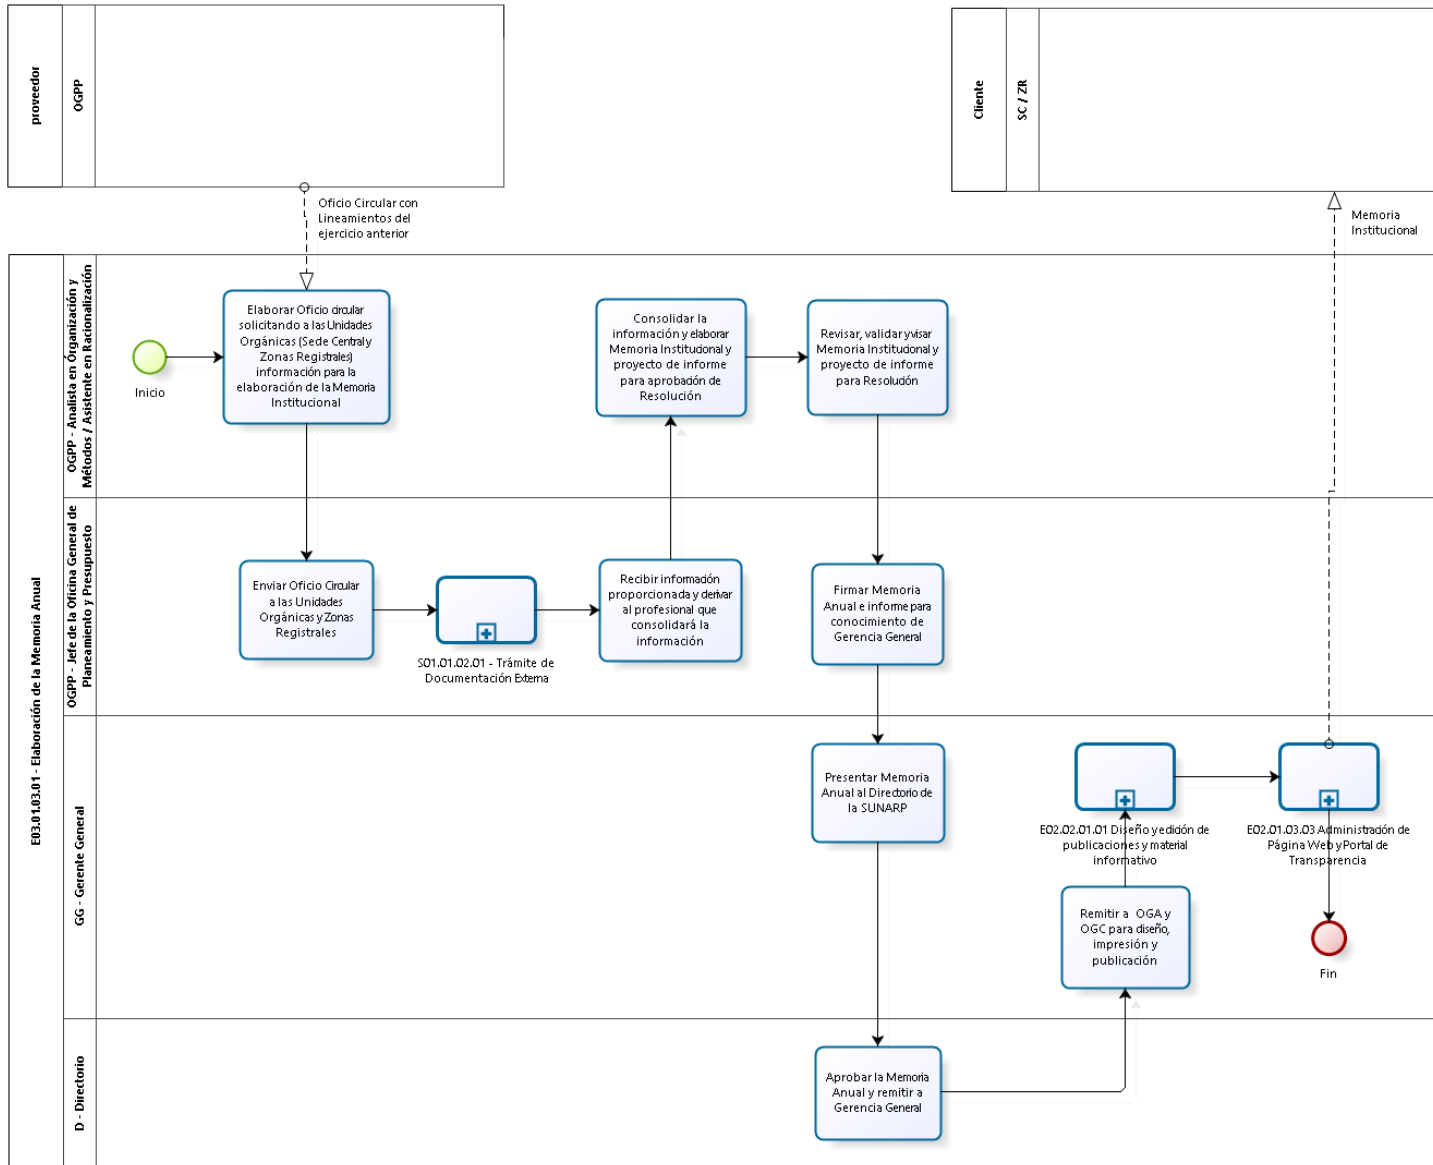 proveedor
OGPP
Cliente
SC / ZR
Oficio Circular con
Lineamientos del
ejercicio anterior
Memoria
Institucional
E03.01.03.01 - Elaboración de la Memoria Anual
OGPP - Analista en Órganización y
Métodos / Asistente en Racionalización
Inicio
Elaborar Oficio circular
solicitando a las Unidades
Orgánicas (Sede Central y
Zonas Registrales)
información para la
elaboración de la Memoria
Institucional
Consolidar la
información y elaborar
Memoria Institucional y
proyecto de informe
para aprobación de
Resolución
Revisar, validar y visar
Memoria Institucional y
proyecto de informe
para Resolución
OGPP - Jefe de la Oficina General de
Planeamiento y Presupuesto
Enviar Oficio Circular
a las Unidades
Orgánicas y Zonas
Registrales
S01.01.02.01 - Trámite de
Documentación Externa
Recibir información
proporcionada y derivar
al profesional que
consolidará la
información
Firmar Memoria
Anual e informe para
conocimiento de
Gerencia General
GG - Gerente General
Presentar Memoria
Anual al Directorio de
la SUNARP
E02.02.01.01 Diseño y edición de
publicaciones y material
informativo
E02.01.03.03 Administración de
Página Web y Portal de
Transparencia
Remitir a OGA y
OGC para diseño,
impresión y
publicación
Fin
D - Directorio
Aprobar la Memoria
Anual y remitir a
Gerencia General